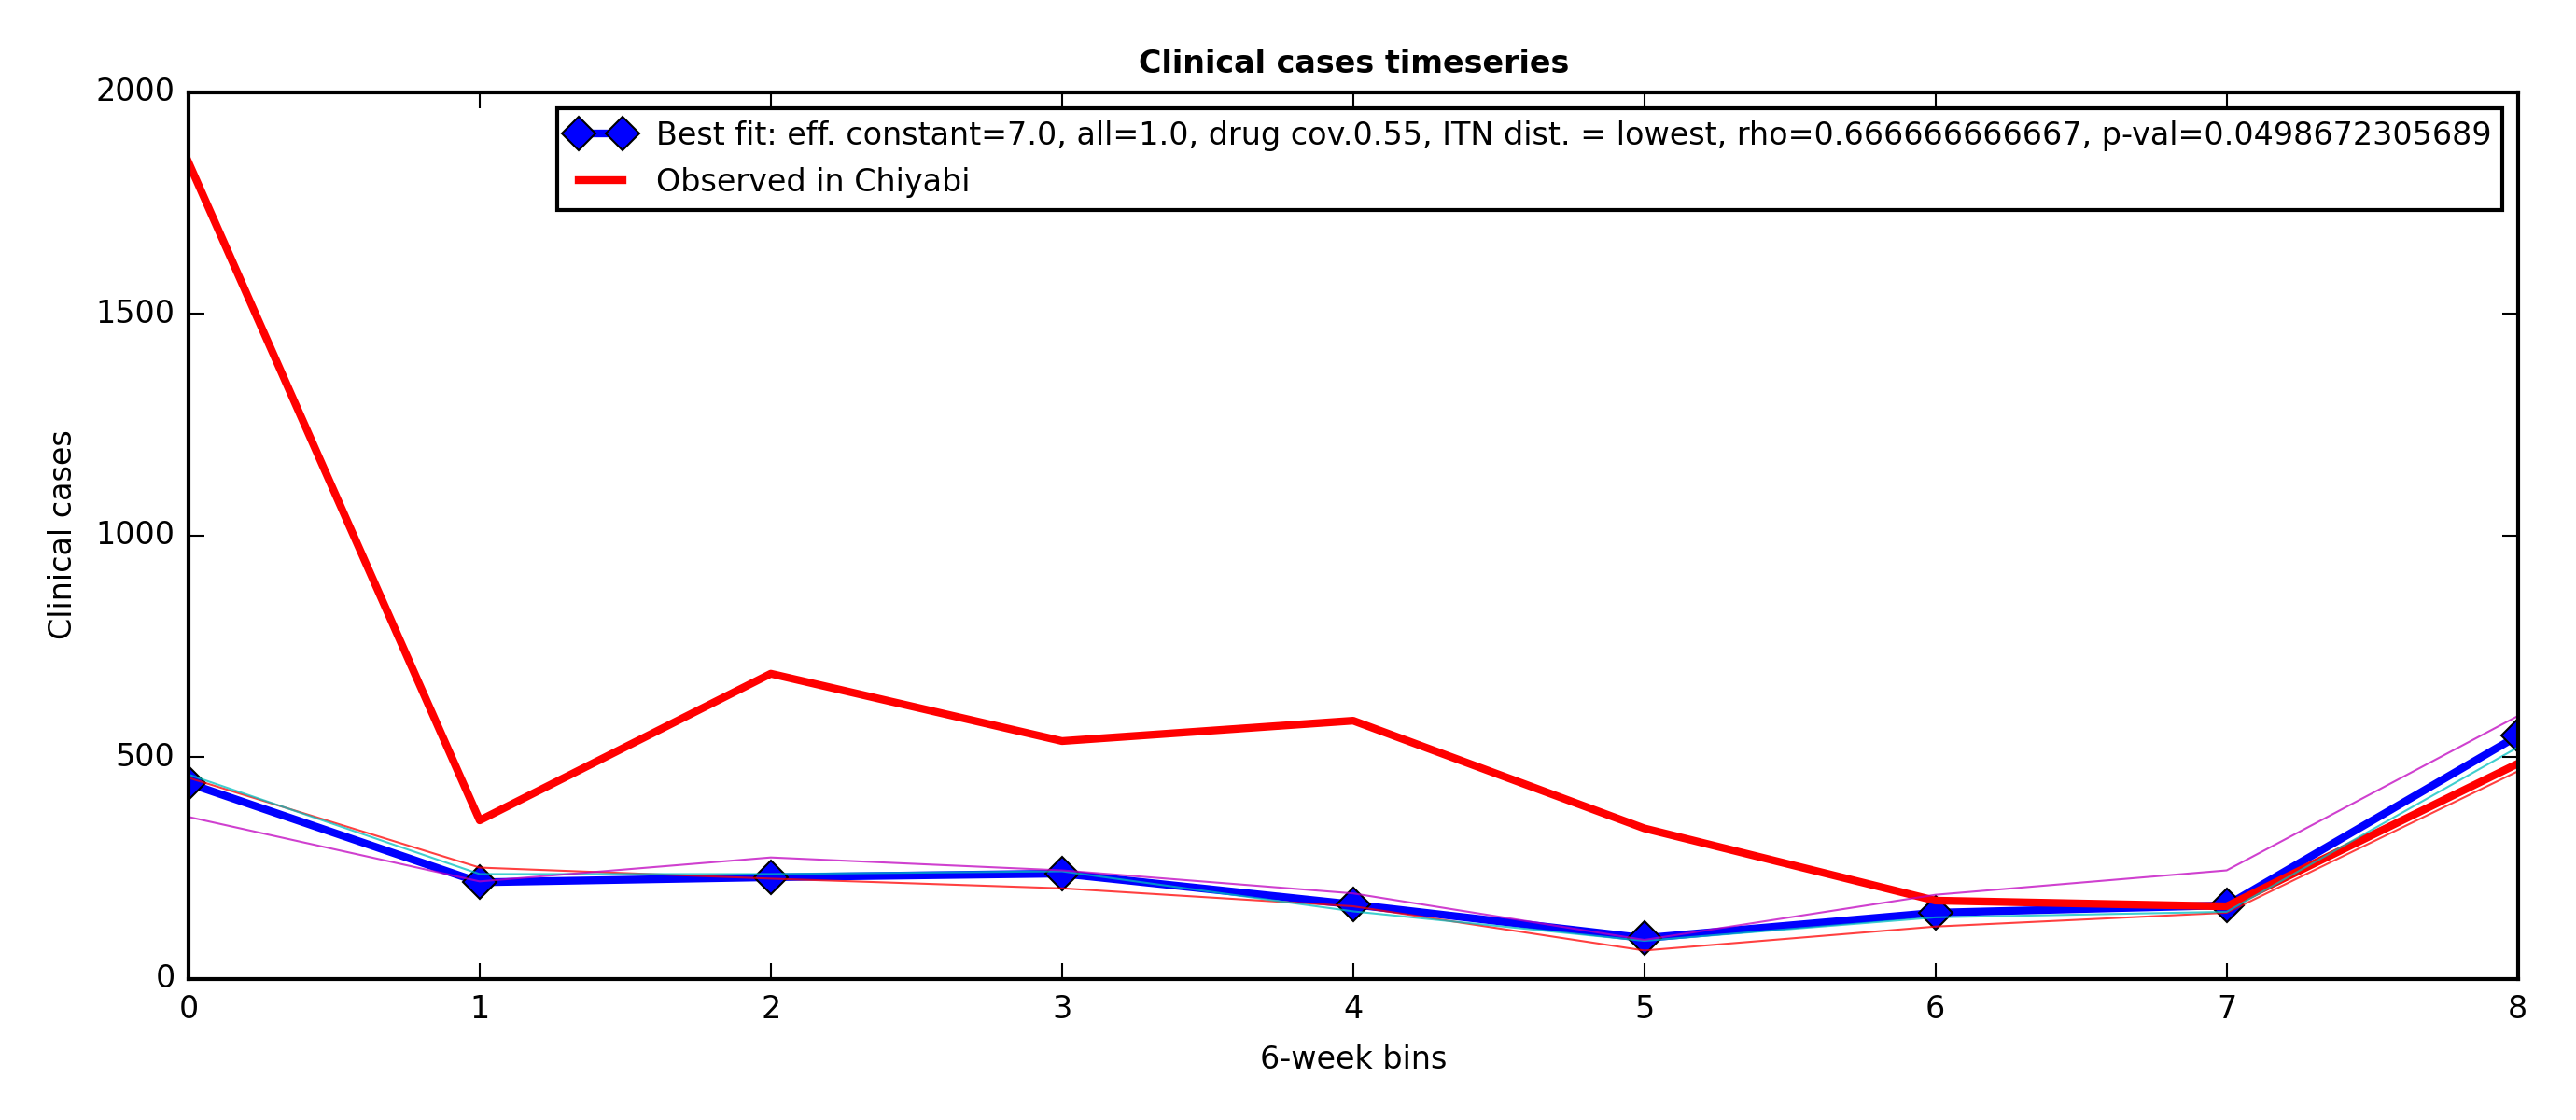 Clinical cases timeseries
2000
1500
1000
500
0
Clinical cases
Best fit: eff. constant=7.0, all=1.0, drug cov.0.55, ITN dist. = lowest, rho=0.666666666667, p-val=0.0498672305689
Observed in Chiyabi
0 1 2 3 4 5 6 7 8
6-week bins